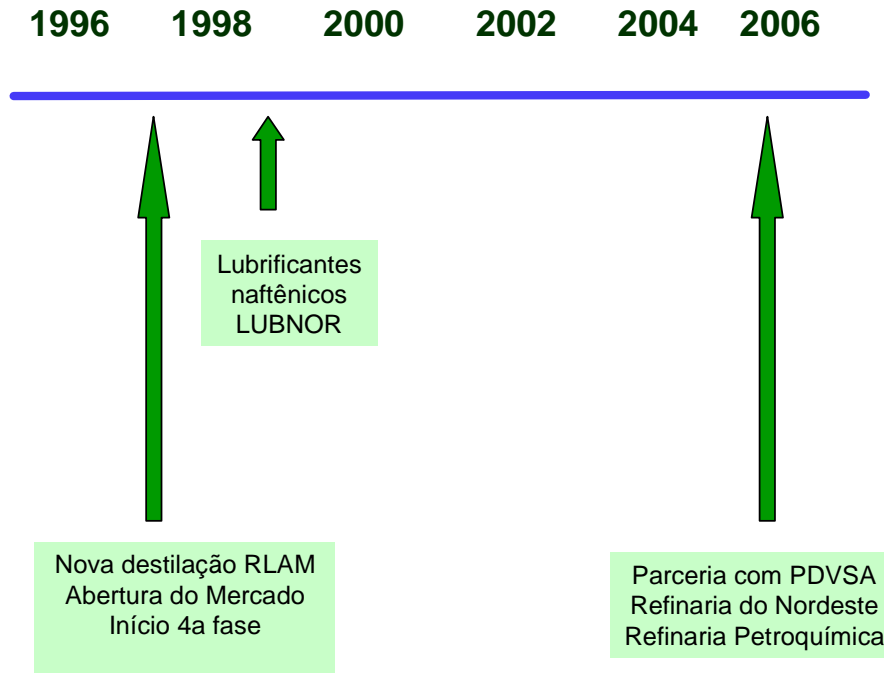 1996 1998 2000 2002 2004 2006
Lubrificantes
naftênicos
LUBNOR
Nova destilação RLAM
Abertura do Mercado
Início 4a fase
Parceria com PDVSA
Refinaria do Nordeste
Refinaria Petroquímica